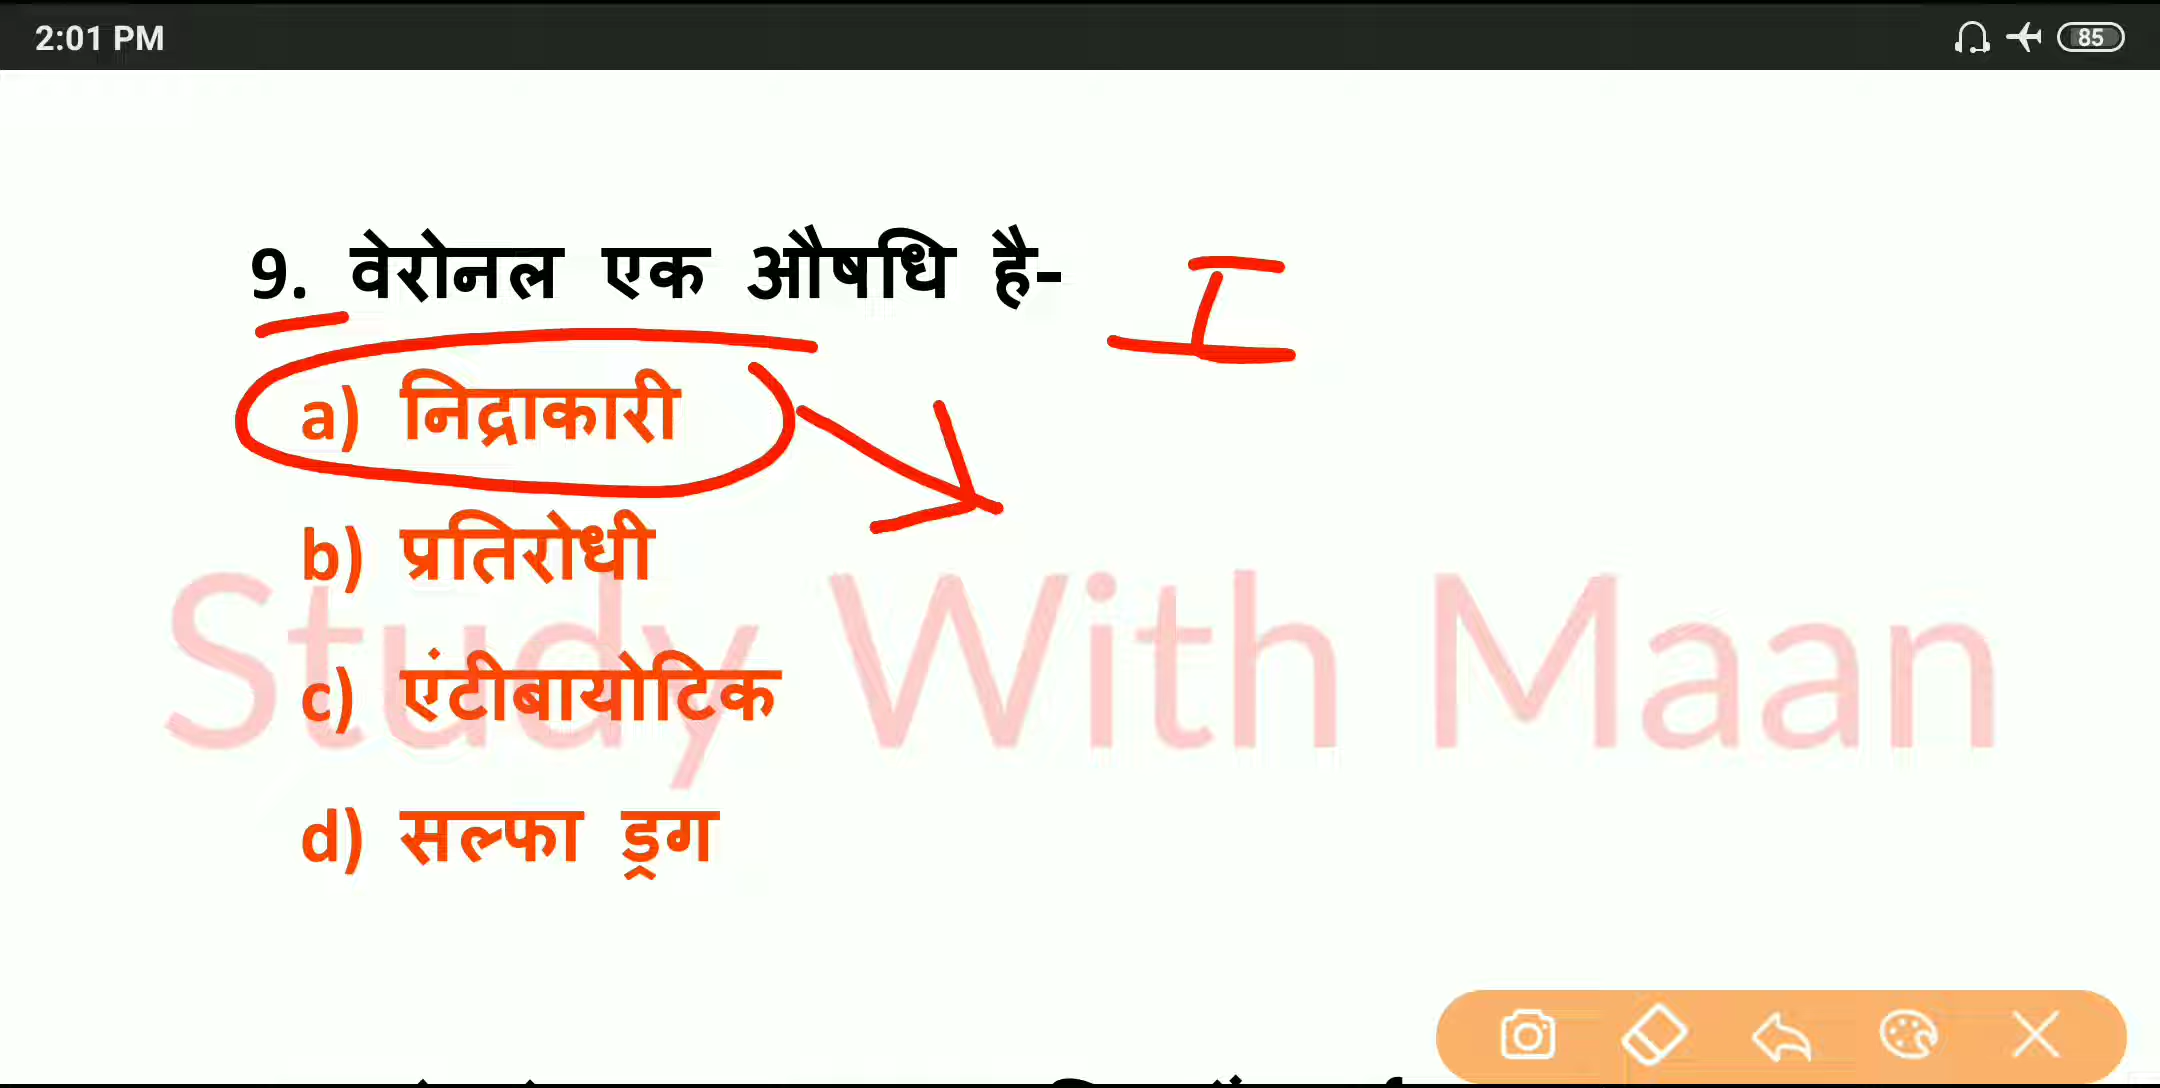 2:01 PM
85
9. वेरोनल एक औषधि है-
I
a) निद्राकारी
b) प्रतिरोधी
Study With Maan
c) एंटीबायोटिक
d) सल्फा ड्रग